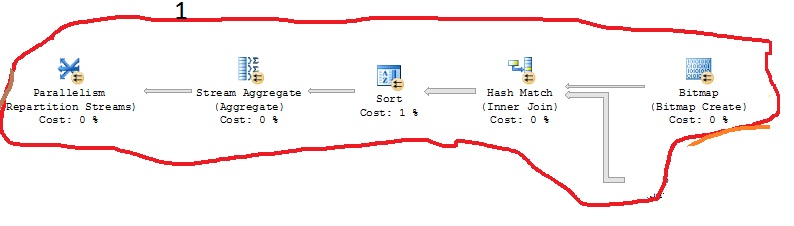 1
Parallelism
(Repartition Streams)
Cost: 0 %
Stream Aggregate
(Aggregate)
Cost: 0 %
Sort
Cost: 1 %
Hash Match
(Inner Join)
Cost: 0 %
Bitmap
(Bitmap Create)
Cost: 0 %